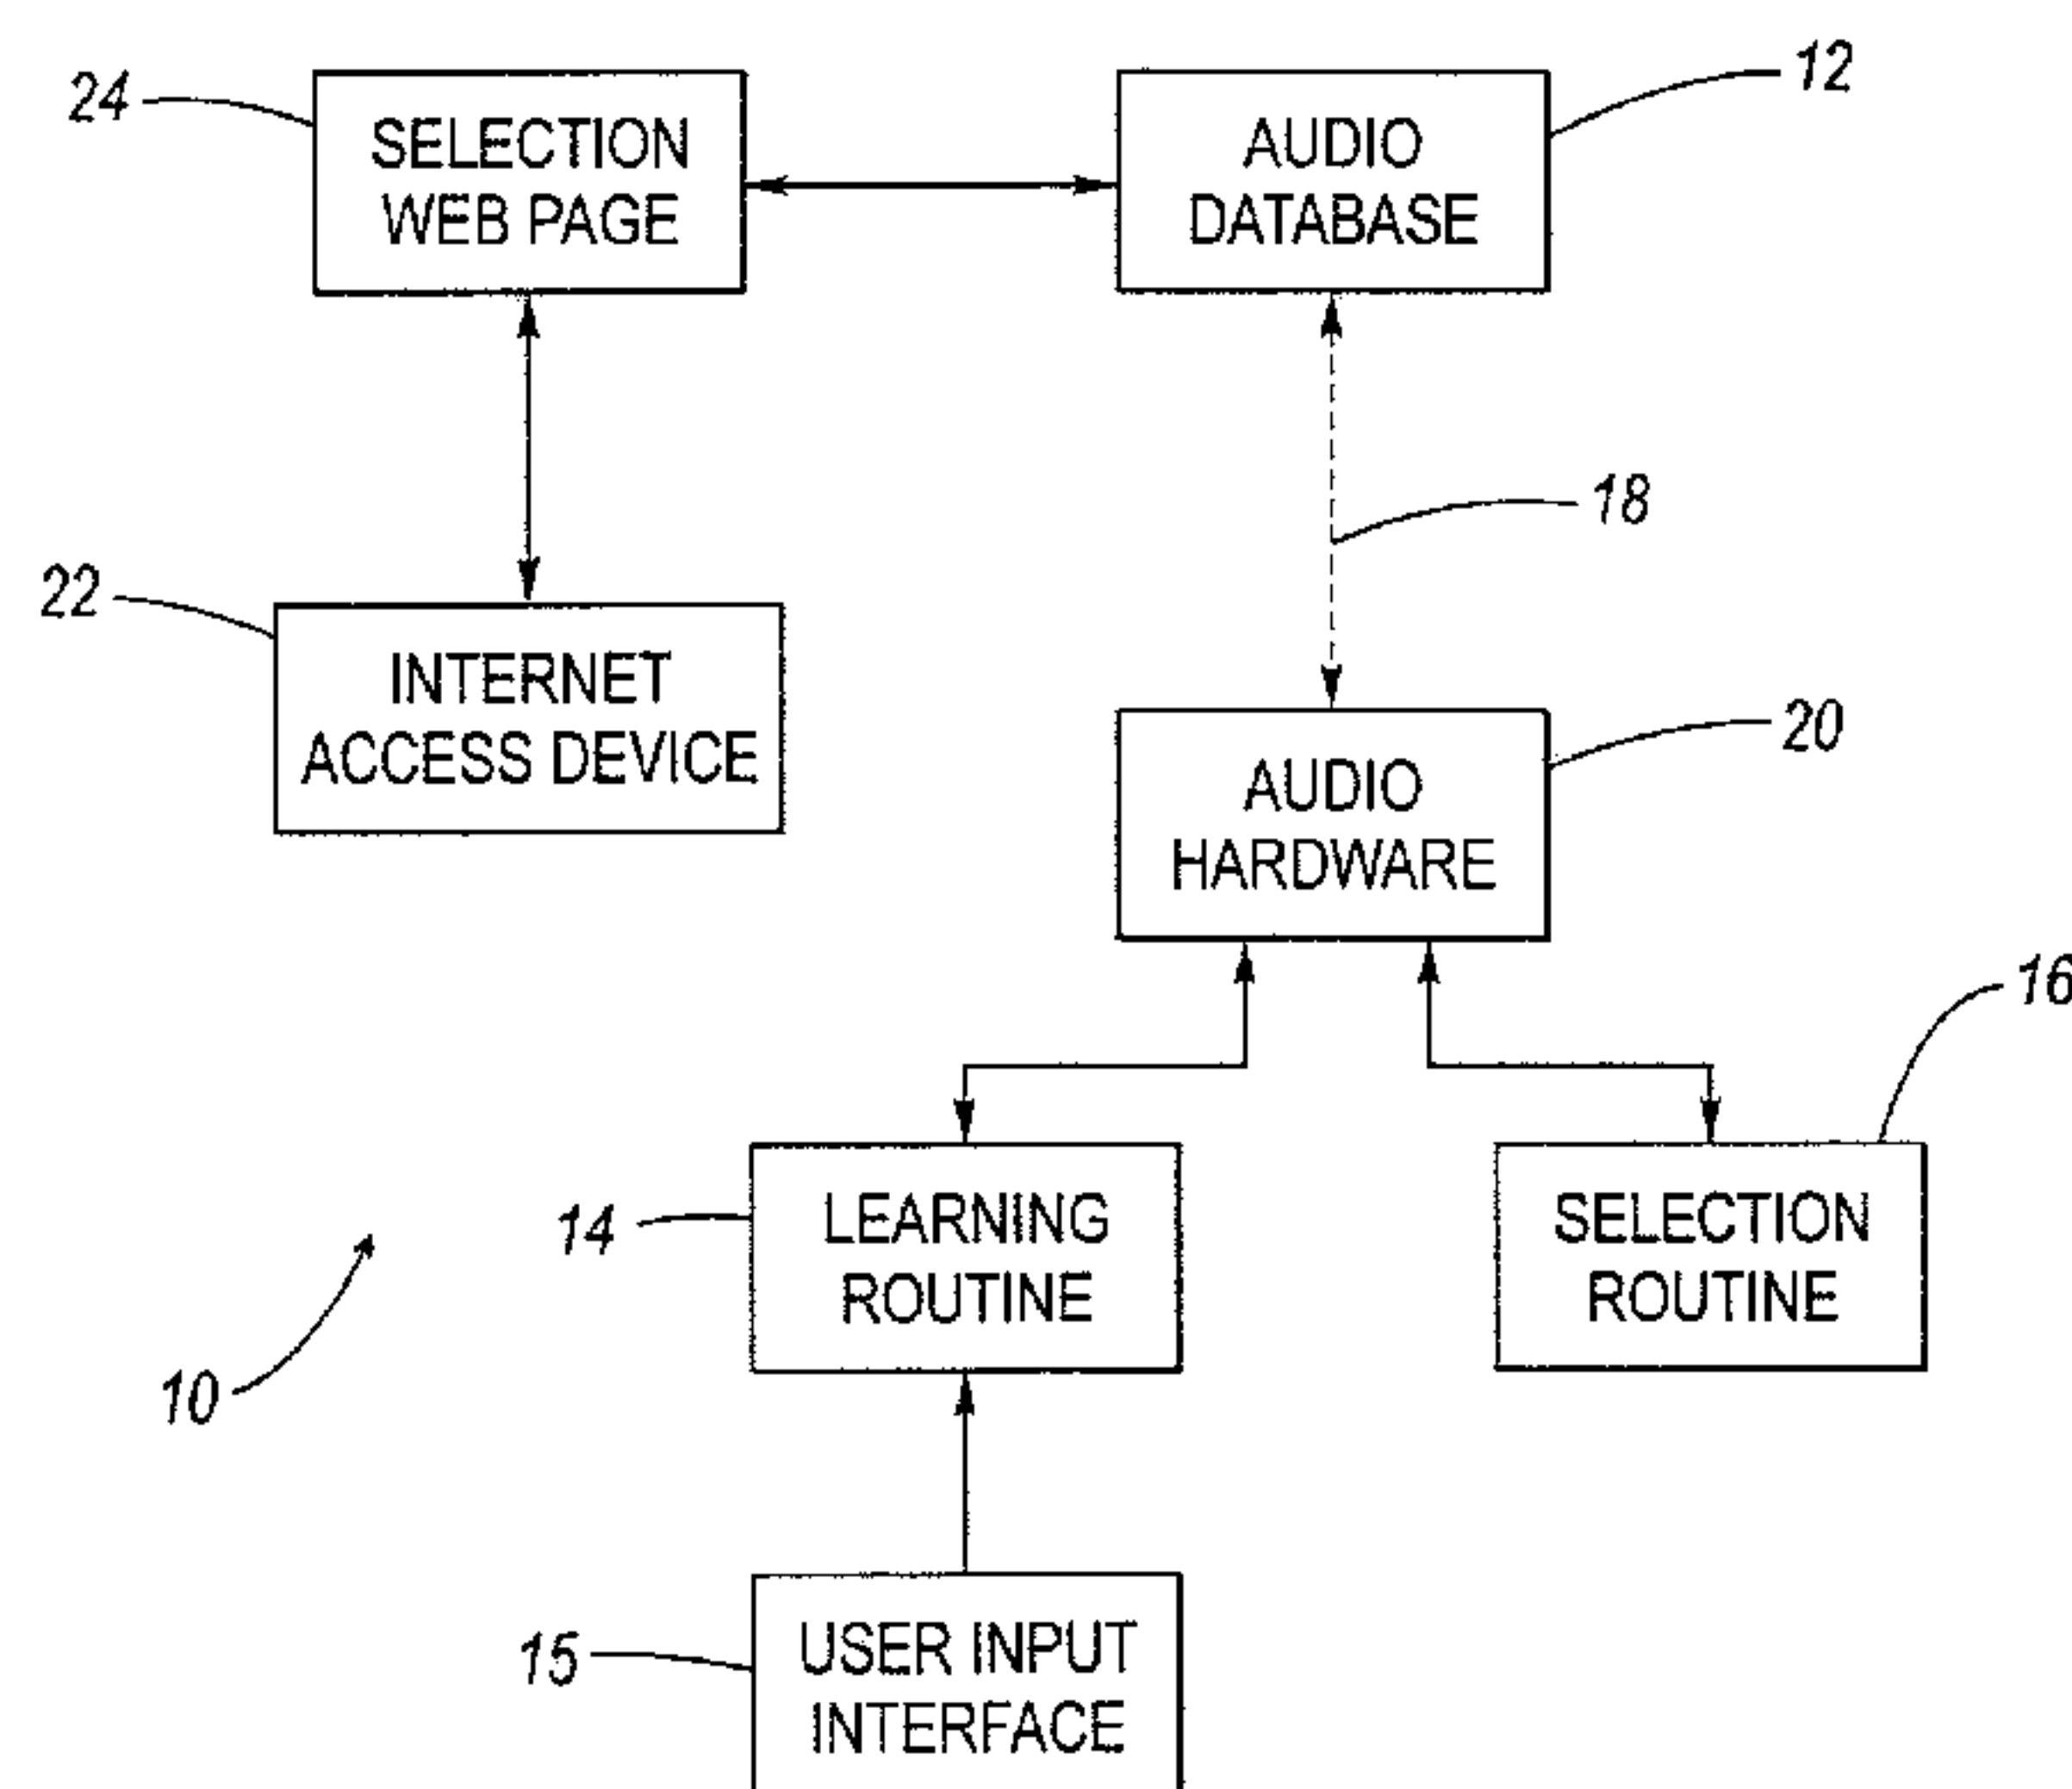 24
SELECTION
WEB PAGE
AUDIO
DATABASE
12
18
22
INTERNET
ACCESS DEVICE
AUDIO
HARDWARE
20
16
14
LEARNING
ROUTINE
SELECTION
ROUTINE
10
15
USER INPUT
INTERFACE